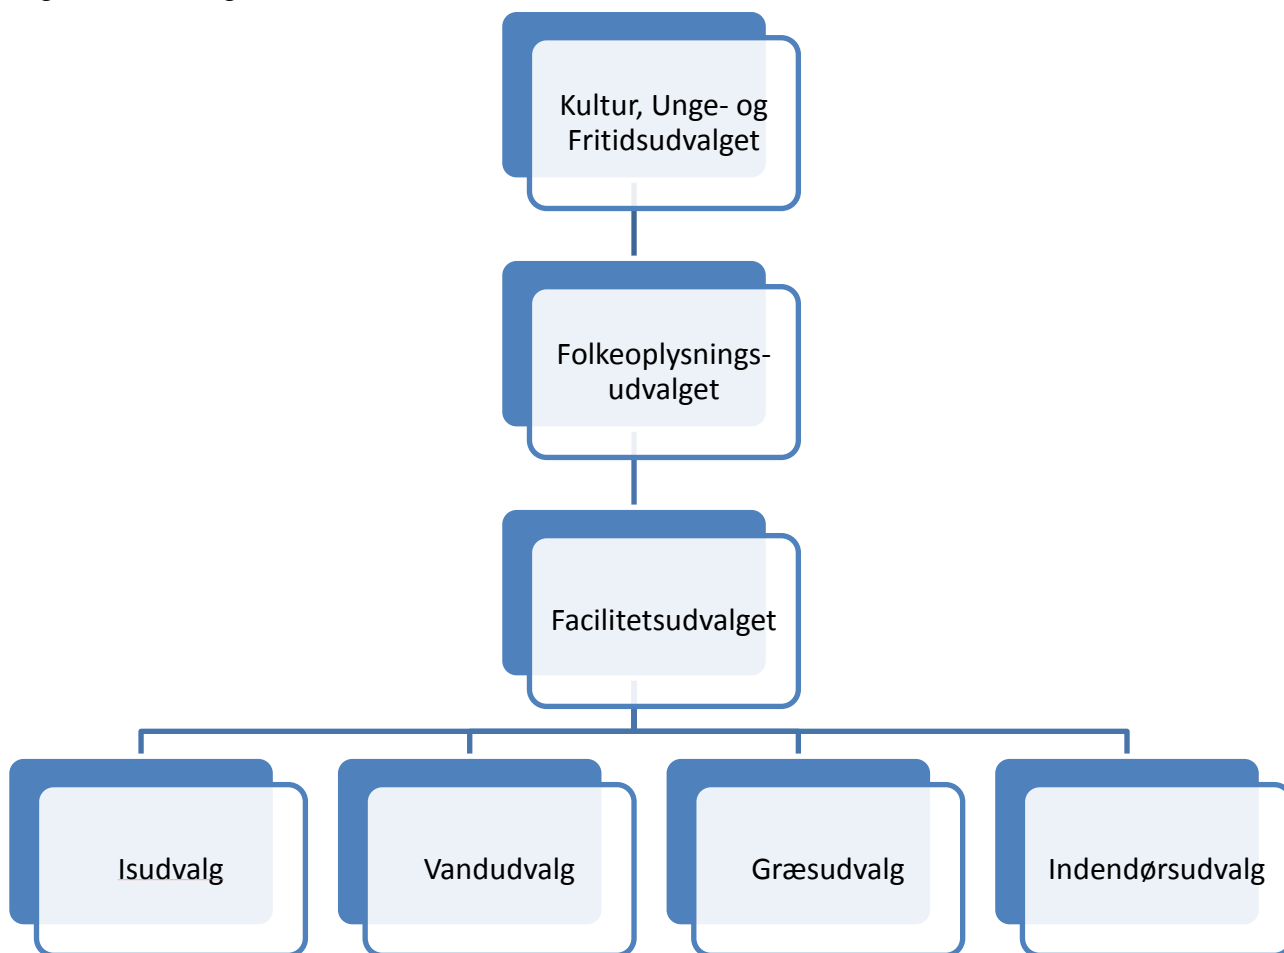 Kultur, Unge- og
Fritidsudvalget
Folkeoplysnings-
udvalget
Facilitetsudvalget
Isudvalg
Vandudvalg
Græsudvalg
Indendørsudvalg